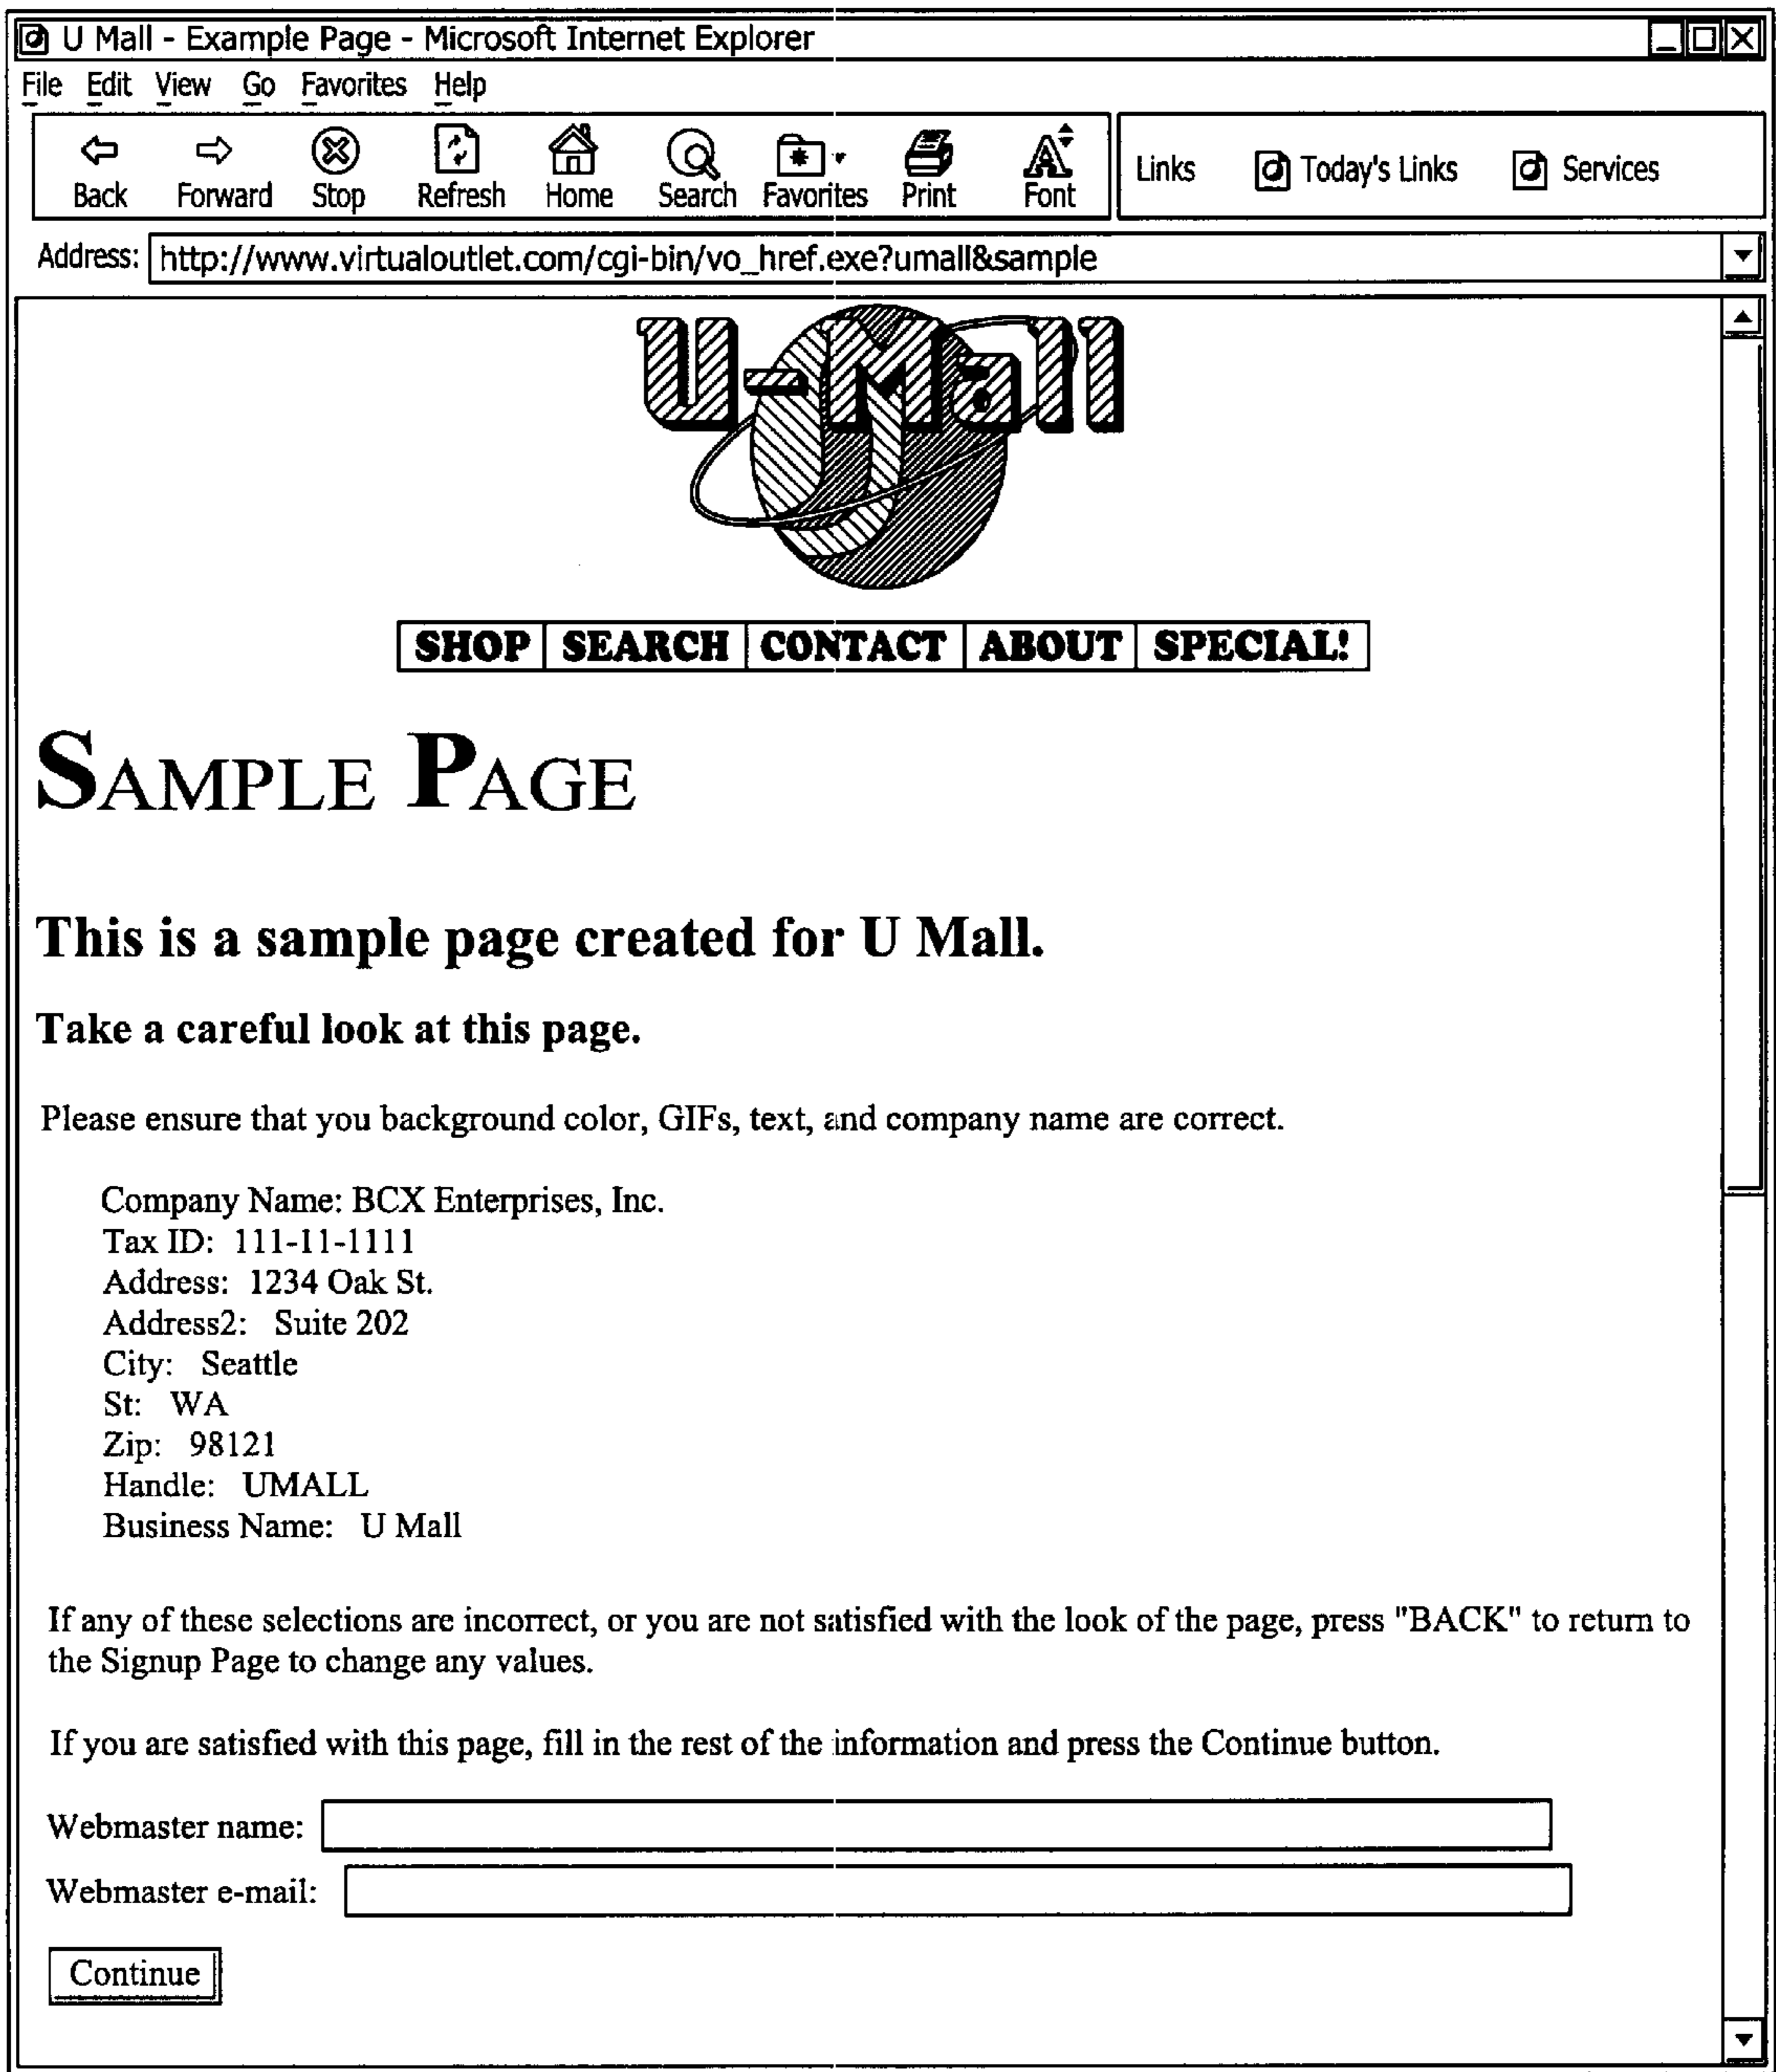 U Mall - Example Page - Microsoft Internet Explorer
File Edit View Go Favorites Help
Back Forward Stop Refresh Home Search Favorites Print Font Links Today's Links Services
Address: http://www.virtualoutlet.com/cgi-bin/vo_href.exe?umall&sample
U-Mall
SHOP SEARCH CONTACT ABOUT SPECIAL!
SAMPLE PAGE
This is a sample page created for U Mall.
Take a careful look at this page.
Please ensure that you background color, GIFs, text, and company name are correct.
Company Name: BCX Enterprises, Inc.
Tax ID: 111-11-1111
Address: 1234 Oak St.
Address2: Suite 202
City: Seattle
St: WA
Zip: 98121
Handle: UMALL
Business Name: U Mall
If any of these selections are incorrect, or you are not satisfied with the look of the page, press "BACK" to return to
the Signup Page to change any values.
If you are satisfied with this page, fill in the rest of the information and press the Continue button.
Webmaster name:
Webmaster e-mail:
Continue